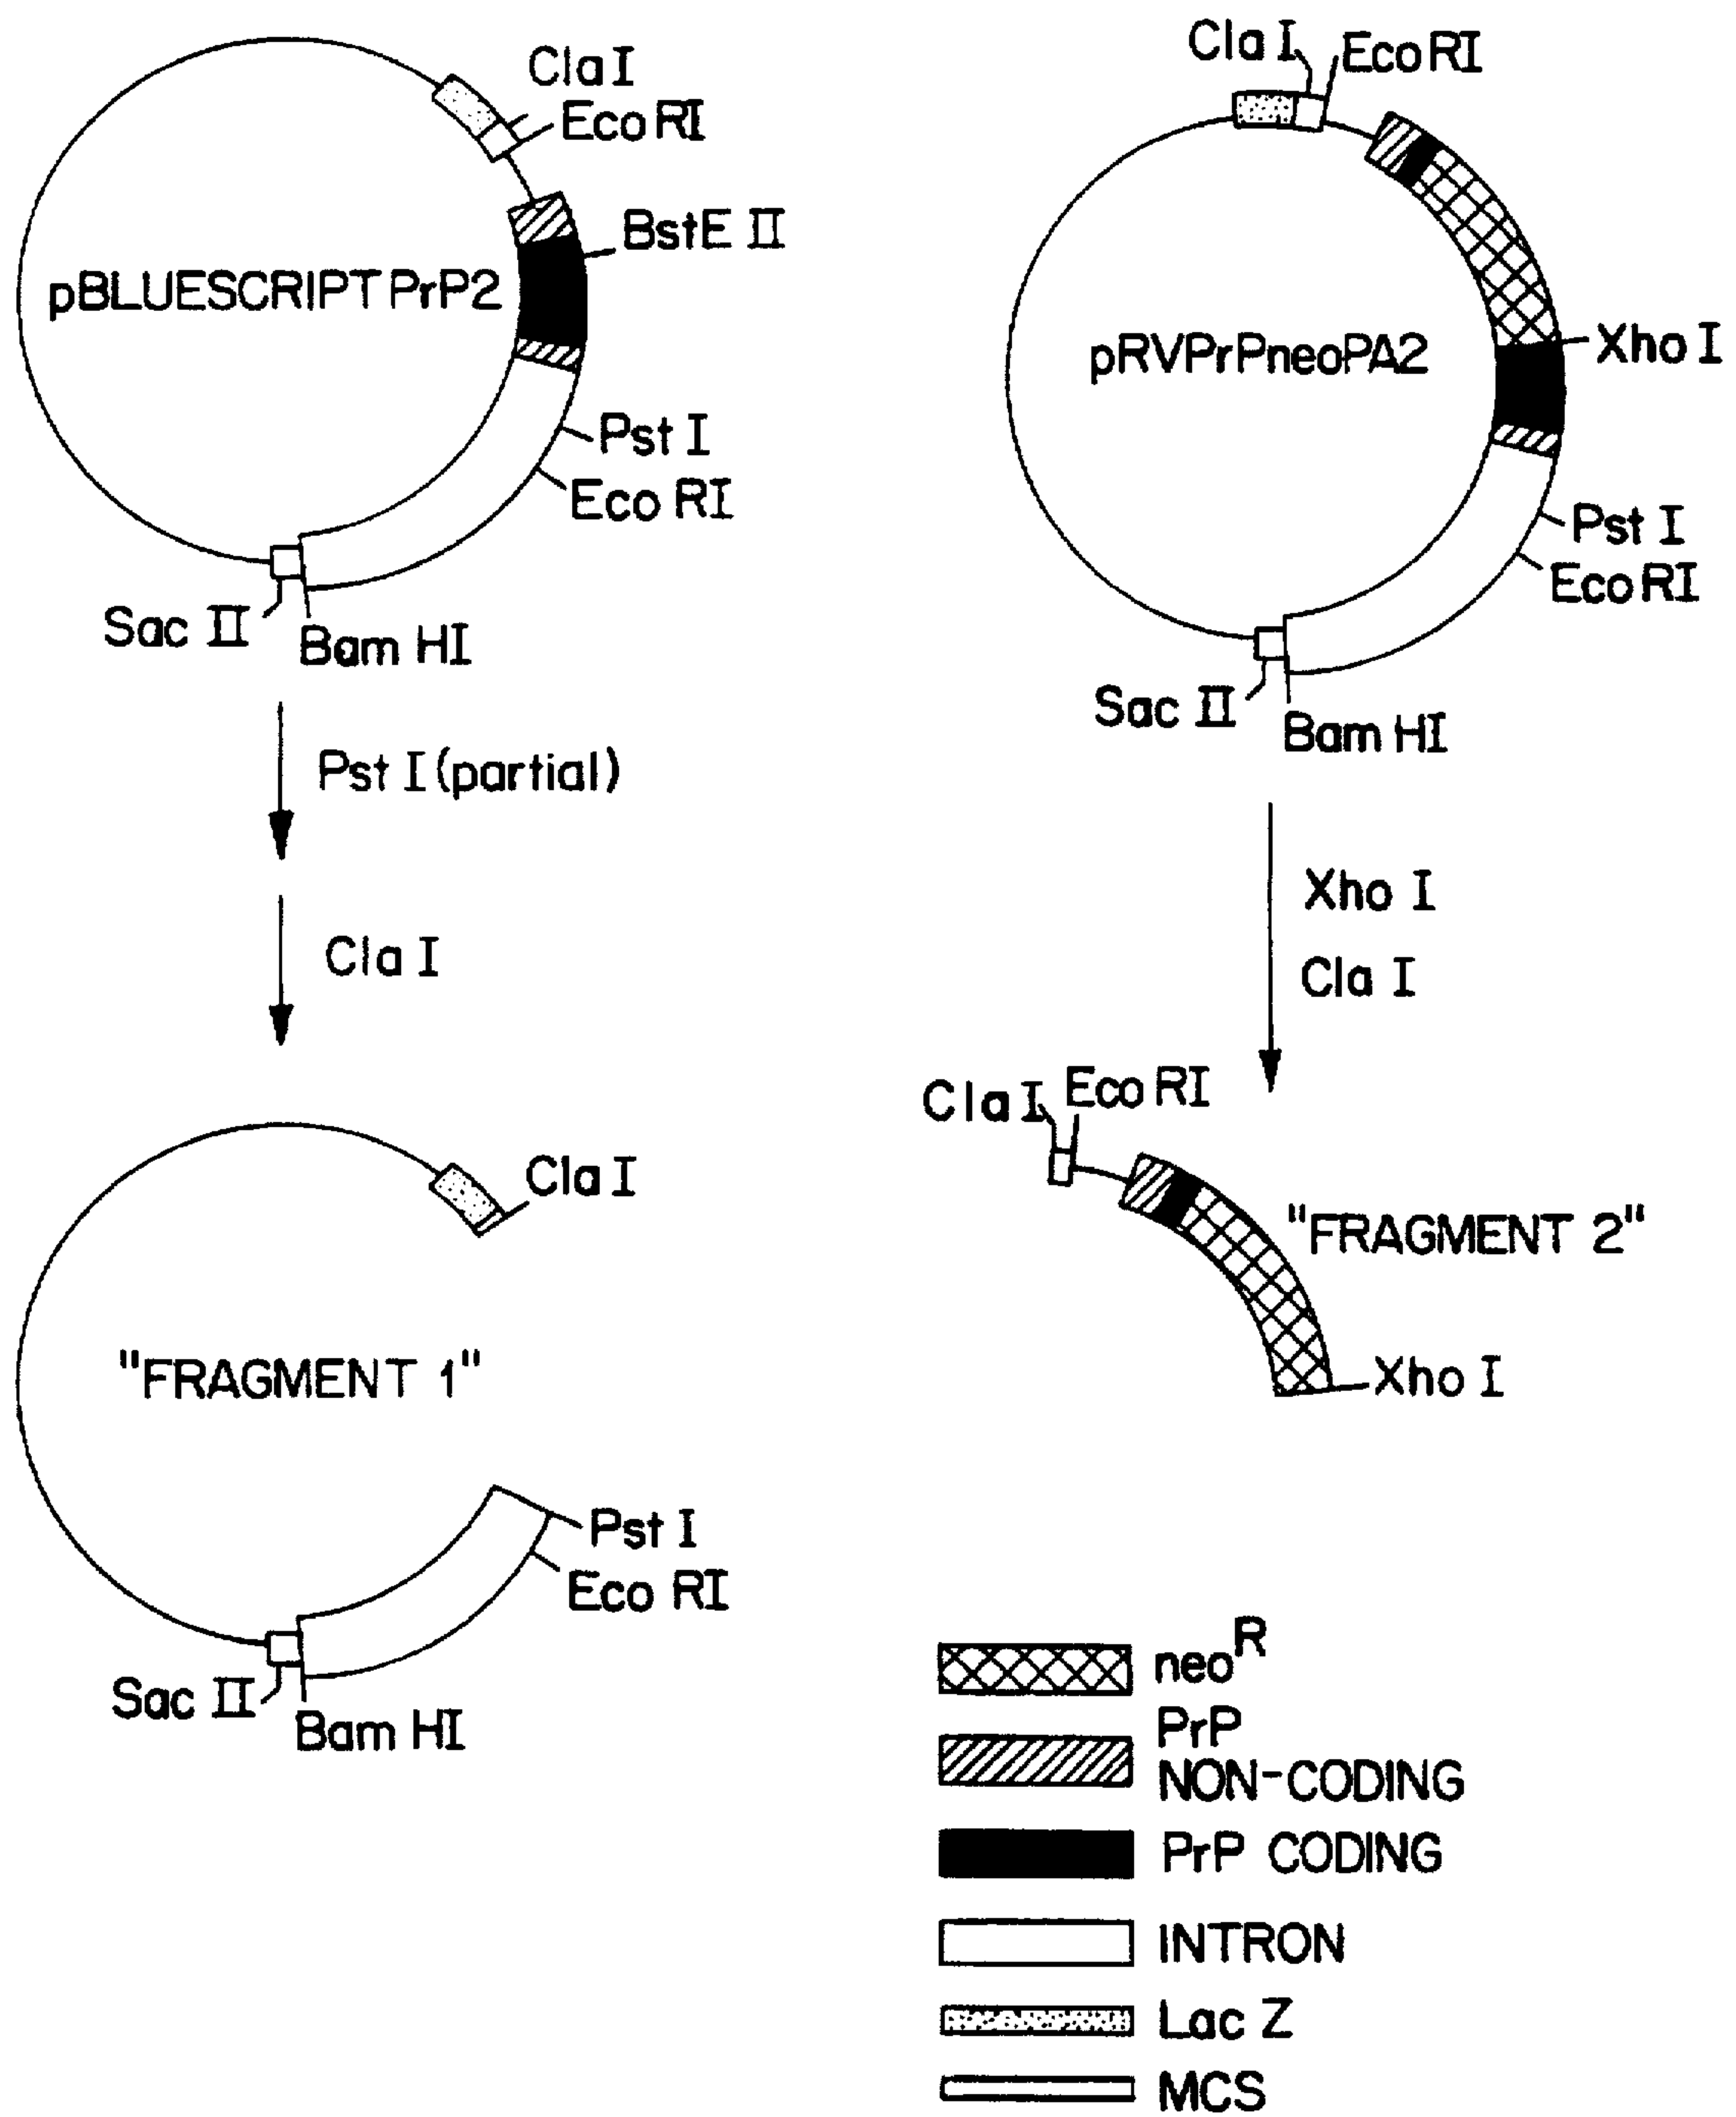 Cla I
Eco RI
BstE II
pBLUESCRIPT PrP2
Pst I
Eco RI
Sac II
Bam HI
Pst I (partial)
Cla I
Cla I
"FRAGMENT 1"
Pst I
Eco RI
Sac II
Bam HI
Cla I
Eco RI
Xho I
pRVPrPneoPA2
Pst I
Eco RI
Sac II
Bam HI
Xho I
Cla I
Cla I
Eco RI
"FRAGMENT 2"
Xho I
neoR
PrP
NON-CODING
PrP CODING
INTRON
Lac Z
MCS